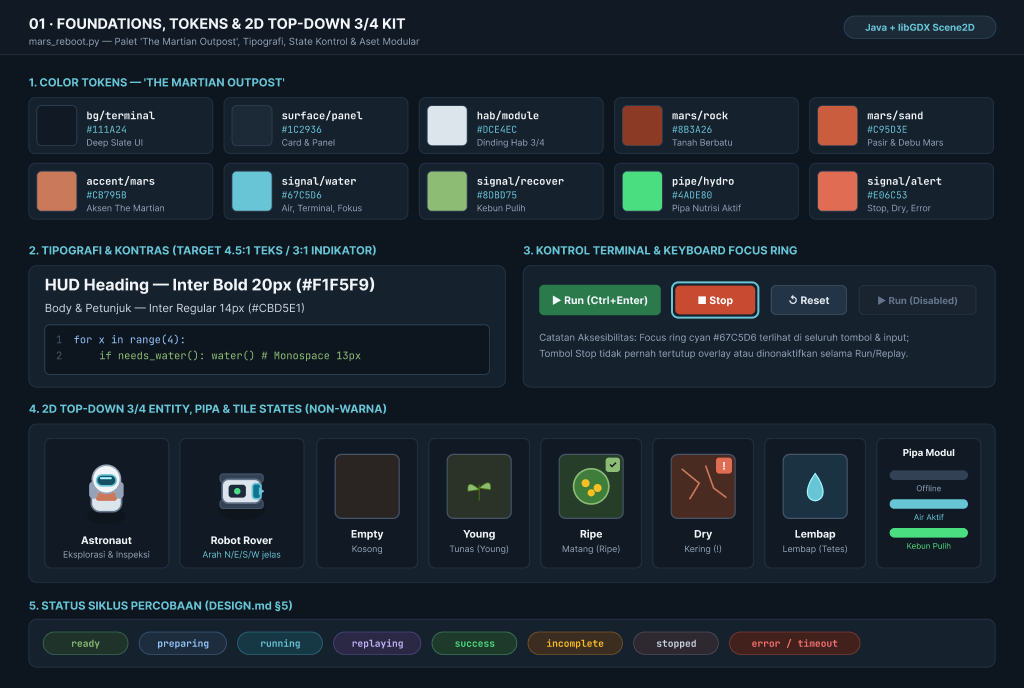 01 · FOUNDATIONS, TOKENS & 2D TOP-DOWN 3/4 KIT
mars_reboot.py — Palet 'The Martian Outpost', Tipografi, State Kontrol & Aset Modular
Java + libGDX Scene2D
1. COLOR TOKENS — 'THE MARTIAN OUTPOST'
bg/terminal
#111A24
Deep Slate UI
surface/panel
#1C2936
Card & Panel
hab/module
#DCE4EC
Dinding Hab 3/4
mars/rock
#8B3A26
Tanah Berbatu
mars/sand
#C95D3E
Pasir & Debu Mars
accent/mars
#CB795B
Aksen The Martian
signal/water
#67C5D6
Air, Terminal, Fokus
signal/recover
#8DBD75
Kebun Pulih
pipe/hydro
#4ADE80
Pipa Nutrisi Aktif
signal/alert
#E06C53
Stop, Dry, Error
2. TIPOGRAFI & KONTRAS (TARGET 4.5:1 TEKS / 3:1 INDIKATOR)
HUD Heading — Inter Bold 20px (#F1F5F9)
Body & Petunjuk — Inter Regular 14px (#CBD5E1)
1 for x in range(4):
2 if needs_water(): water() # Monospace 13px
3. KONTROL TERMINAL & KEYBOARD FOCUS RING
▶ Run (Ctrl+Enter)
■ Stop
↺ Reset
▶ Run (Disabled)
Catatan Aksesibilitas: Focus ring cyan #67C5D6 terlihat di seluruh tombol & input;
Tombol Stop tidak pernah tertutup overlay atau dinonaktifkan selama Run/Replay.
4. 2D TOP-DOWN 3/4 ENTITY, PIPA & TILE STATES (NON-WARNA)
Astronaut
Eksplorasi & Inspeksi
Robot Rover
Arah N/E/S/W jelas
Empty
Kosong
Young
Tunas (Young)
✓
Ripe
Matang (Ripe)
!
Dry
Kering (!)
Lembap
Lembap (Tetes)
Pipa Modul
Offline
Air Aktif
Kebun Pulih
5. STATUS SIKLUS PERCOBAAN (DESIGN.md §5)
ready
preparing
running
replaying
success
incomplete
stopped
error / timeout